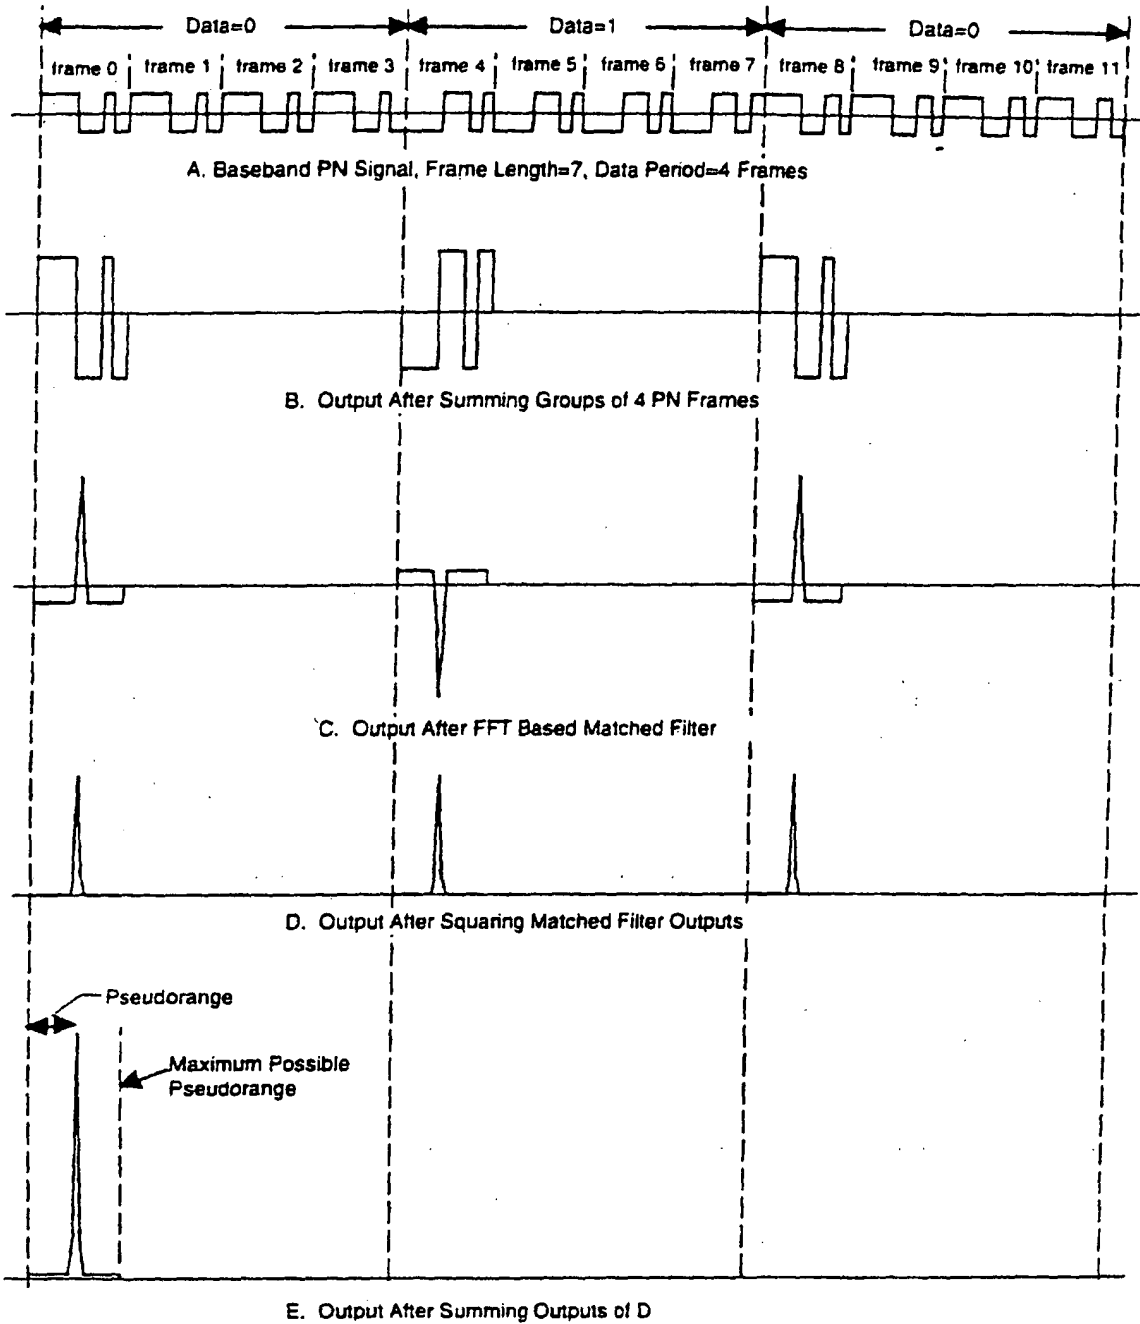 Data=0 Data=1 Data=0
frame 0 frame 1 frame 2 frame 3 frame 4 frame 5 frame 6 frame 7 frame 8 frame 9 frame 10 frame 11
A. Baseband PN Signal, Frame Length=7, Data Period=4 Frames
B. Output After Summing Groups of 4 PN Frames
C. Output After FFT Based Matched Filter
D. Output After Squaring Matched Filter Outputs
Pseudorange
Maximum Possible
Pseudorange
E. Output After Summing Outputs of D